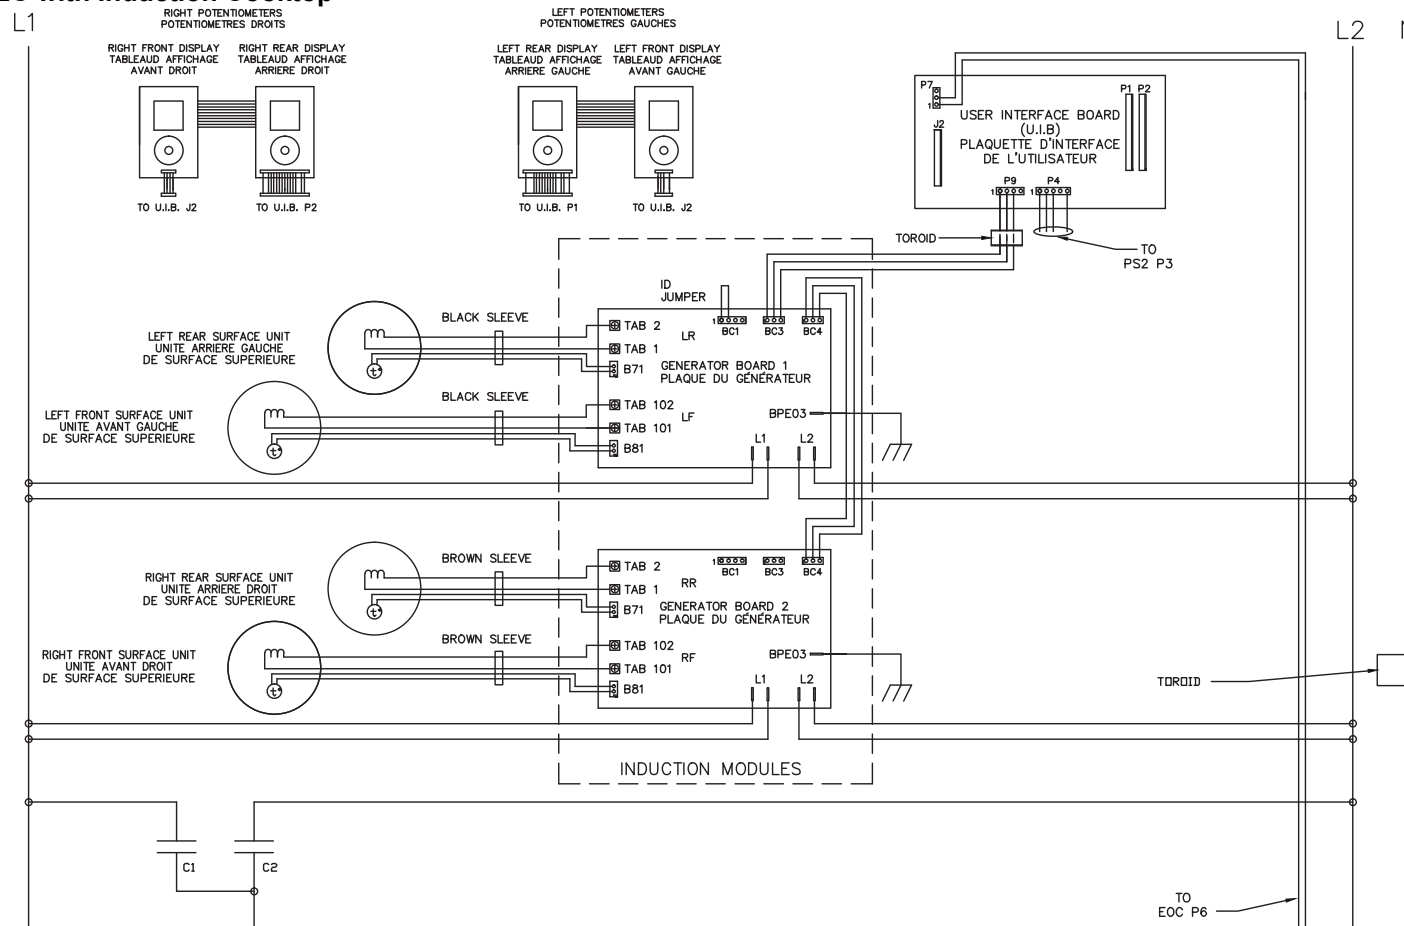 with Induction Cooktop
L1
RIGHT POTENTIOMETERS
POTENTIOMETRES DROITS
RIGHT FRONT DISPLAY
TABLEAUD AFFICHAGE
AVANT DROIT
RIGHT REAR DISPLAY
TABLEAUD AFFICHAGE
ARRIERE DROIT
TO U.I.B. J2
TO U.I.B. P2
LEFT POTENTIOMETERS
POTENTIOMETRES GAUCHES
LEFT REAR DISPLAY
TABLEAUD AFFICHAGE
ARRIERE GAUCHE
LEFT FRONT DISPLAY
TABLEAUD AFFICHAGE
AVANT GAUCHE
TO U.I.B. P1
TO U.I.B. J2
L2
P7
1
J2
P1 P2
USER INTERFACE BOARD
(U.I.B)
PLAQUETTE D'INTERFACE
DE L'UTILISATEUR
P9
1
P4
1
TOROID
TO
PS2 P3
ID
JUMPER
1
BC1
BC3
BC4
LEFT REAR SURFACE UNIT
UNITE ARRIERE GAUCHE
DE SURFACE SUPERIEURE
BLACK SLEEVE
TAB 2
LR
TAB 1
B71
GENERATOR BOARD 1
PLAQUE DU GÉNÉRATEUR
LEFT FRONT SURFACE UNIT
UNITE AVANT GAUCHE
DE SURFACE SUPERIEURE
BLACK SLEEVE
TAB 102
LF
TAB 101
B81
BPE03
L1
L2
t°
t°
RIGHT REAR SURFACE UNIT
UNITE ARRIERE DROIT
DE SURFACE SUPERIEURE
BROWN SLEEVE
TAB 2
RR
TAB 1
B71
1
BC1
BC3
BC4
GENERATOR BOARD 2
PLAQUE DU GÉNÉRATEUR
RIGHT FRONT SURFACE UNIT
UNITE AVANT DROIT
DE SURFACE SUPERIEURE
BROWN SLEEVE
TAB 102
RF
TAB 101
B81
BPE03
L1
L2
t°
t°
TOROID
INDUCTION MODULES
C1
C2
TO
EOC P6